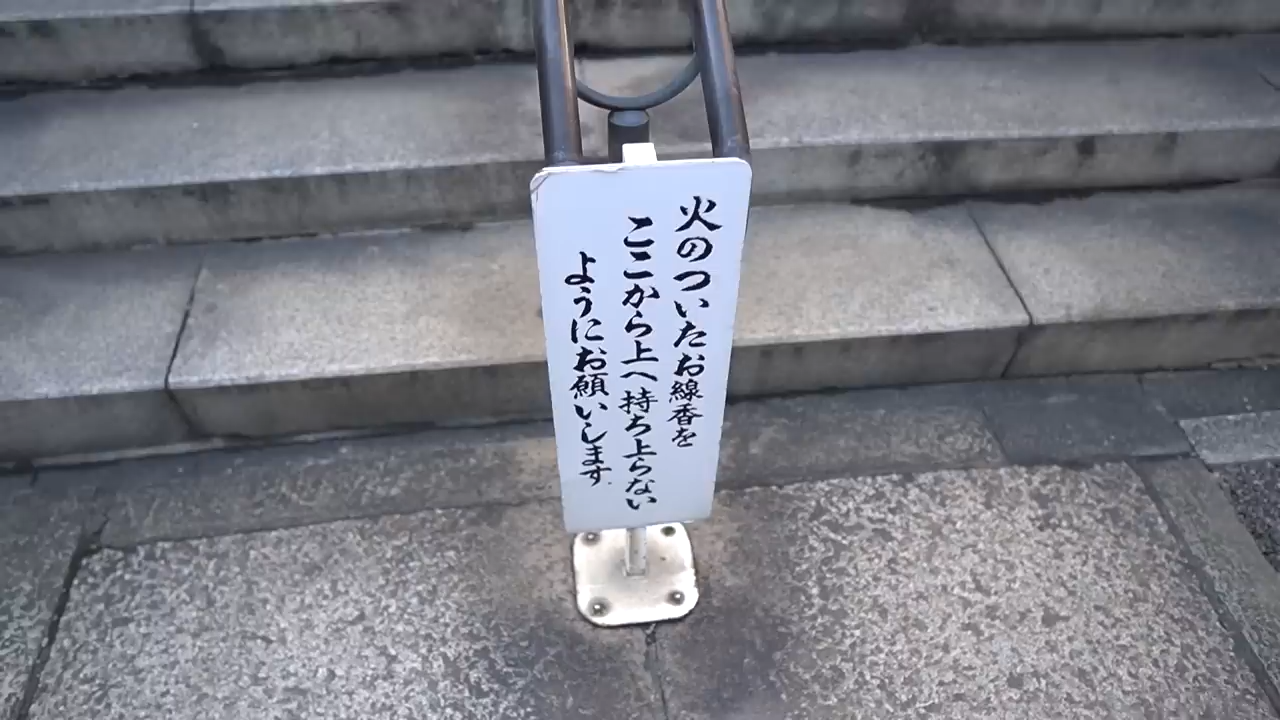 火のついたお線香を
ここから上へ持ち上らない
ようにお願いします